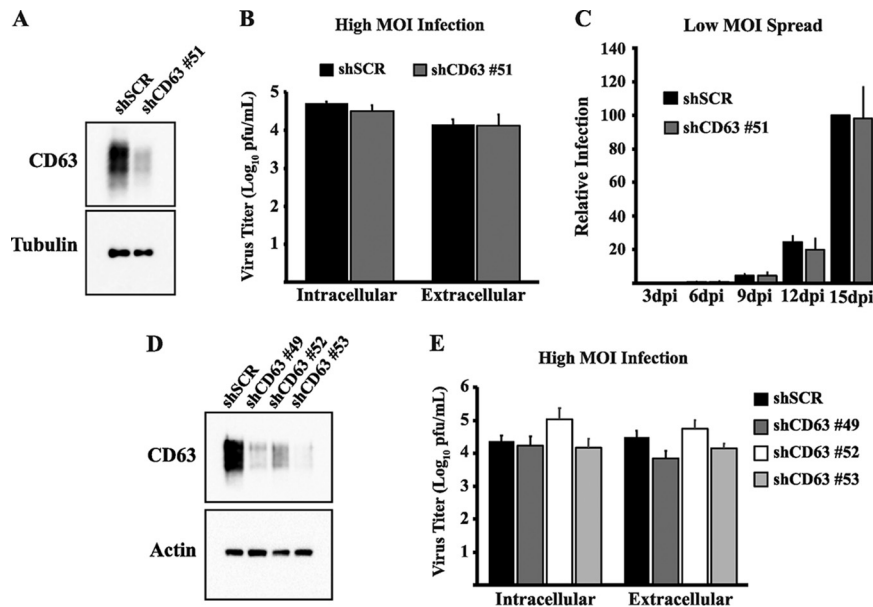 A
shSCR
shCD63 #51
CD63
Tubulin
B
High MOI Infection
shSCR
shCD63 #51
Virus Titer (Log10 pfu/mL)
5
4
3
2
1
Intracellular
Extracellular
C
Low MOI Spread
shSCR
shCD63 #51
Relative Infection
140
120
100
80
60
40
20
3dpi
6dpi
9dpi
12dpi
15dpi
D
shSCR
shCD63 #49
shCD63 #52
shCD63 #53
CD63
Actin
E
High MOI Infection
Virus Titer (Log10 pfu/mL)
6
5
4
3
2
1
Intracellular
Extracellular
shSCR
shCD63 #49
shCD63 #52
shCD63 #53